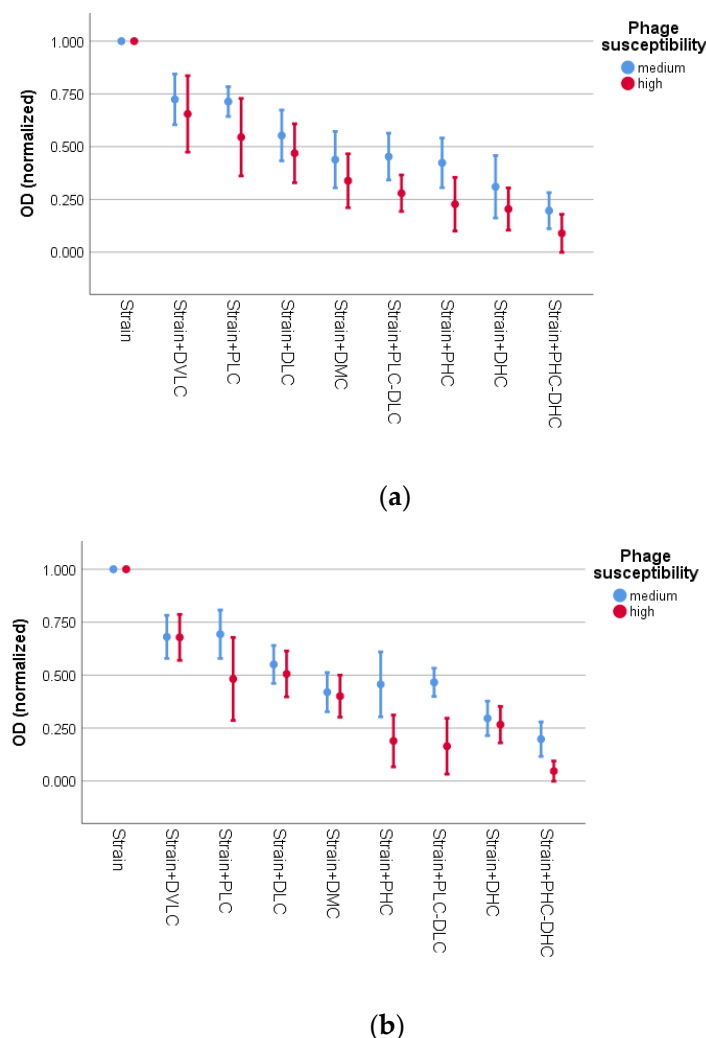 Phage
susceptibility
medium
high
OD (normalized)
1.000
0.750
0.500
0.250
0.000
Strain
Strain+DVLC
Strain+PLC
Strain+DLC
Strain+DMC
Strain+PLC-DLC
Strain+PHC
Strain+DHC
Strain+PHC-DHC
(a)
Phage
susceptibility
medium
high
OD (normalized)
1.000
0.750
0.500
0.250
0.000
Strain
Strain+DVLC
Strain+PLC
Strain+DLC
Strain+DMC
Strain+PHC
Strain+PLC-DLC
Strain+DHC
Strain+PHC-DHC
(b)